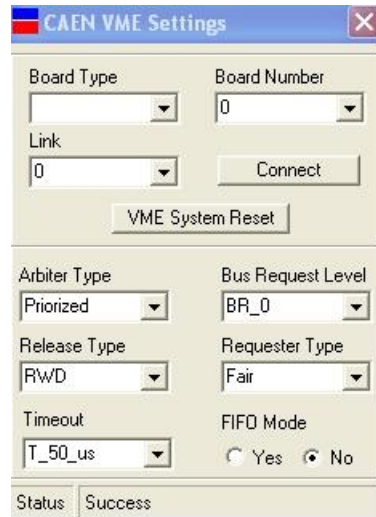 CAEN VME Settings
Board Type Board Number
0
Link
0 Connect
VME System Reset
Arbiter Type Bus Request Level
Priorized BR_0
Release Type Requester Type
RWD Fair
Timeout FIFO Mode
T_50_us Yes No
Status Success